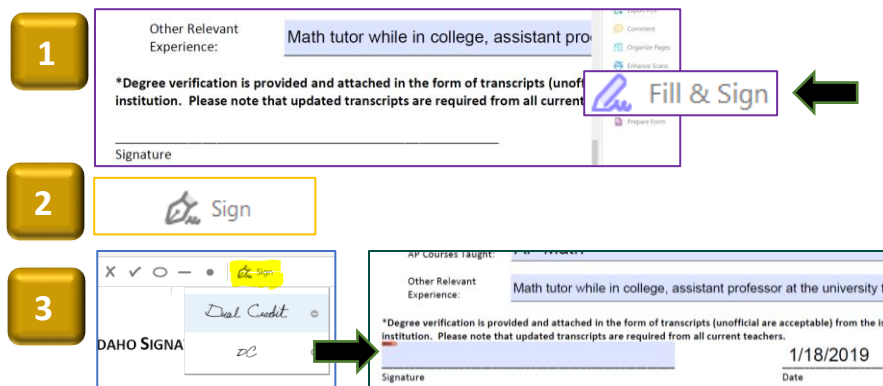 1
Other Relevant
Experience:
Math tutor while in college, assistant pro
Export PDF
Comment
Organize Pages
Enhance Scans
*Degree verification is provided and attached in the form of transcripts (unoff
institution. Please note that updated transcripts are required from all current
Fill & Sign
Prepare Form
Signature
2
Sign
3
Sign
Dual Credit
DC
DAHO SIGNA
AP Courses Taught:
AP Math
Other Relevant
Experience:
Math tutor while in college, assistant professor at the university
*Degree verification is provided and attached in the form of transcripts (unofficial are acceptable) from the is
institution. Please note that updated transcripts are required from all current teachers.
1/18/2019
Signature
Date